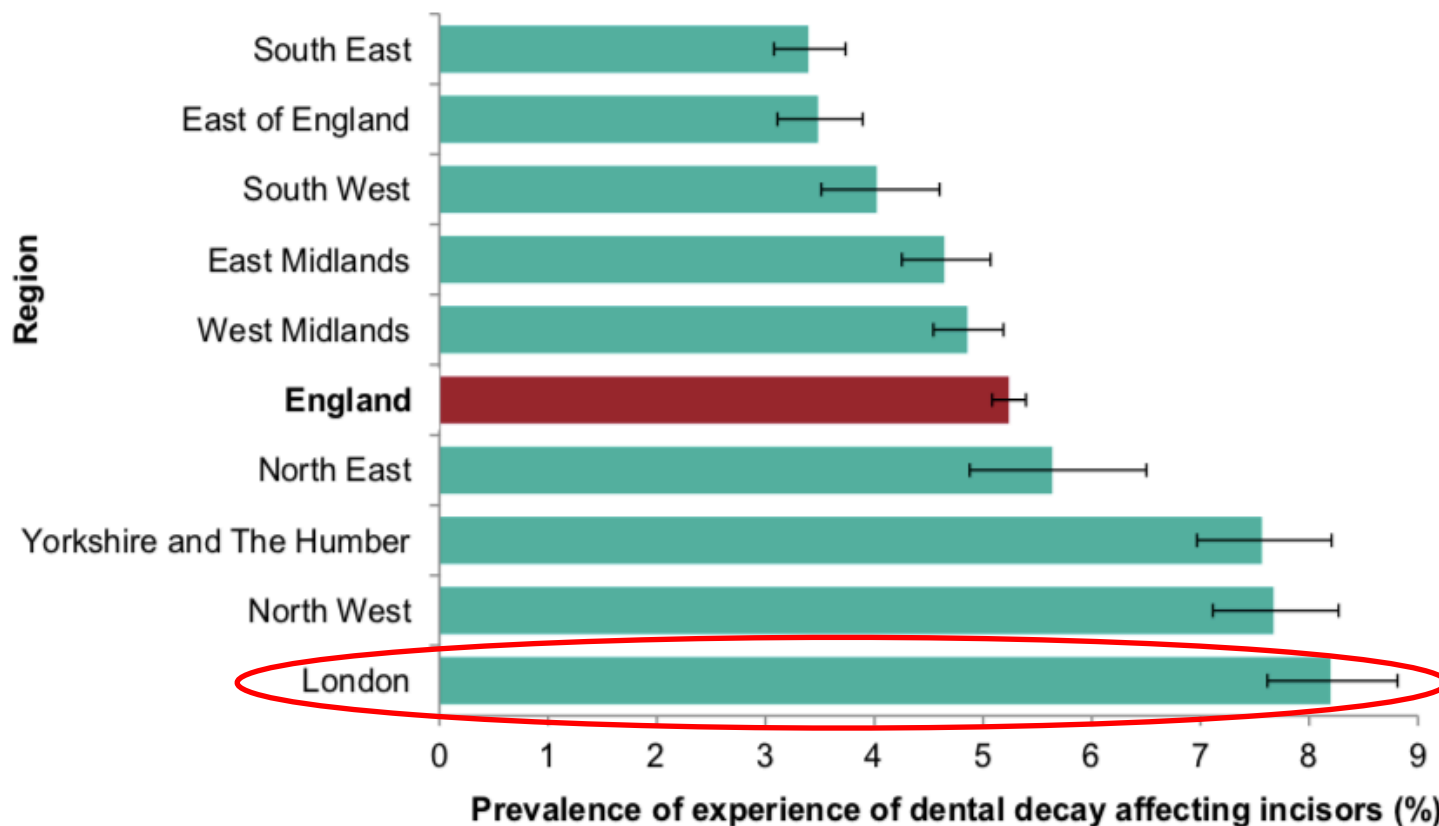 Region
South East
East of England
South West
East Midlands
West Midlands
England
North East
Yorkshire and The Humber
North West
London
0 1 2 3 4 5 6 7 8 9
Prevalence of experience of dental decay affecting incisors (%)